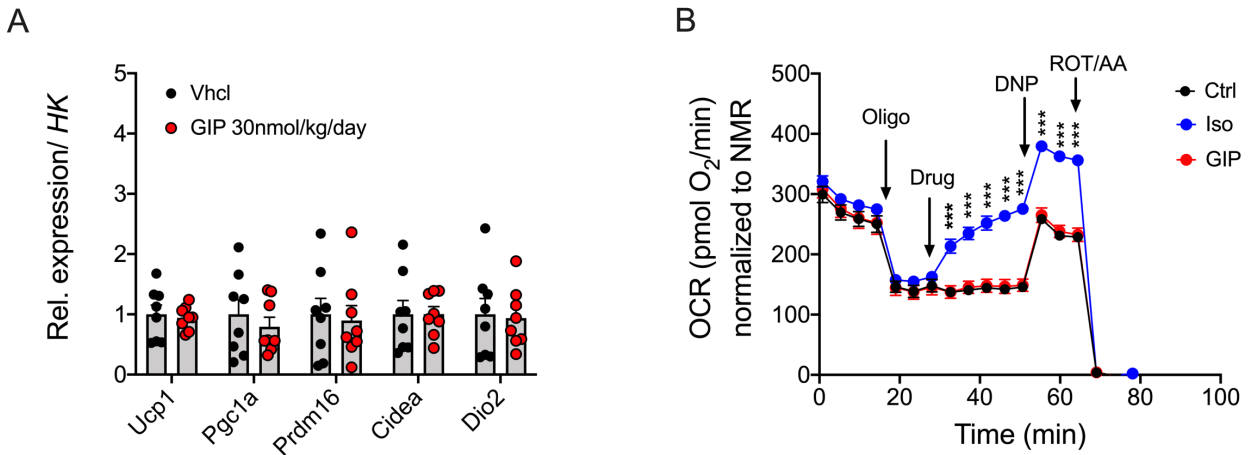 A
Rel. expression/ HK
5
4
3
2
1
0
Vhcl
GIP 30nmol/kg/day
Ucp1
Pgc1a
Prdm16
Cidea
Dio2
B
OCR (pmol O2/min)
normalized to NMR
500
400
300
200
100
0
Oligo
Drug
DNP
ROT/AA
***
***
***
***
***
***
***
***
Ctrl
Iso
GIP
0
20
40
60
80
100
Time (min)